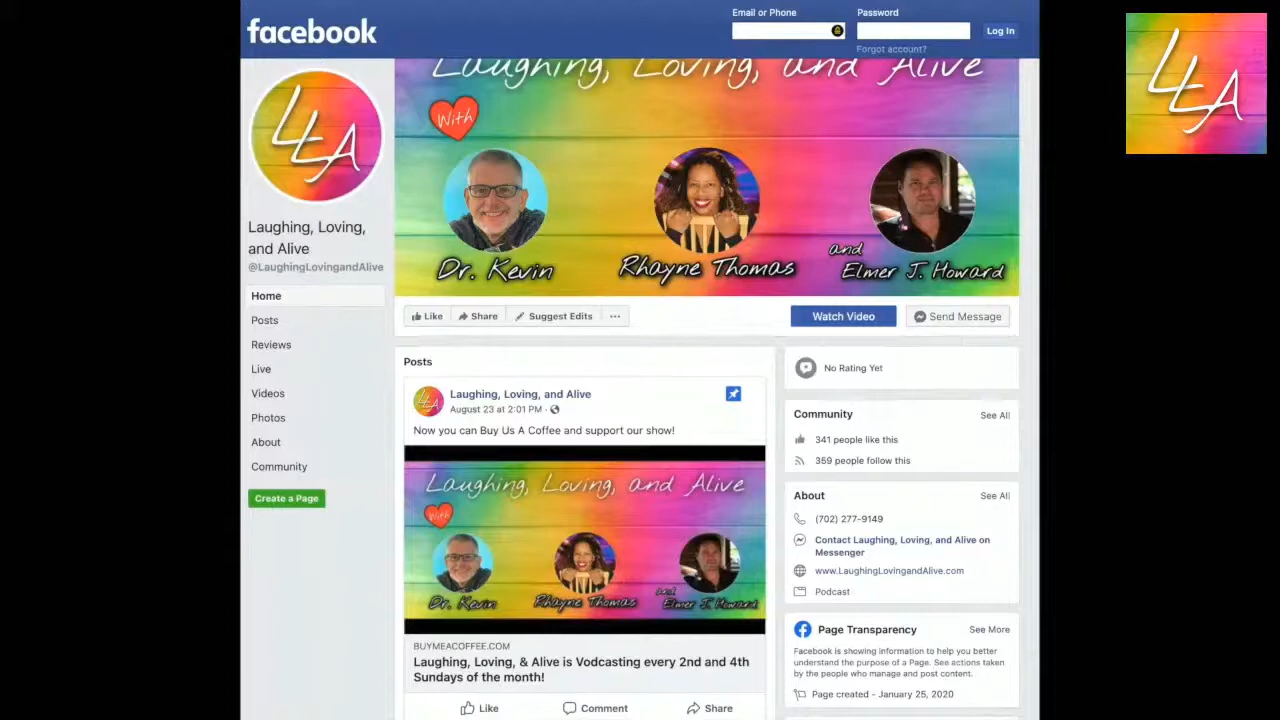 facebook
Email or Phone
Password
Log In
Forgot account?
LLA
LLA
Laughing, Loving,
and Alive
@LaughingLovingandAlive
Home
Posts
Reviews
Live
Videos
Photos
About
Community
Create a Page
Laughing, Loving, and Alive
With
Dr. Kevin
Rhayne Thomas
and
Elmer J. Howard
Like
Share
Suggest Edits
...
Watch Video
Send Message
Posts
LLA
Laughing, Loving, and Alive
August 23 at 2:01 PM ·
Now you can Buy Us A Coffee and support our show!
Laughing, Loving, and Alive
With
Dr. Kevin
Rhayne Thomas
and
Elmer J. Howard
BUYMEACOFFEE.COM
Laughing, Loving, & Alive is Vodcasting every 2nd and 4th
Sundays of the month!
Like
Comment
Share
No Rating Yet
Community
See All
341 people like this
359 people follow this
About
See All
(702) 277-9149
Contact Laughing, Loving, and Alive on
Messenger
www.LaughingLovingandAlive.com
Podcast
Page Transparency
See More
Facebook is showing information to help you better
understand the purpose of a Page. See actions taken
by the people who manage and post content.
Page created - January 25, 2020